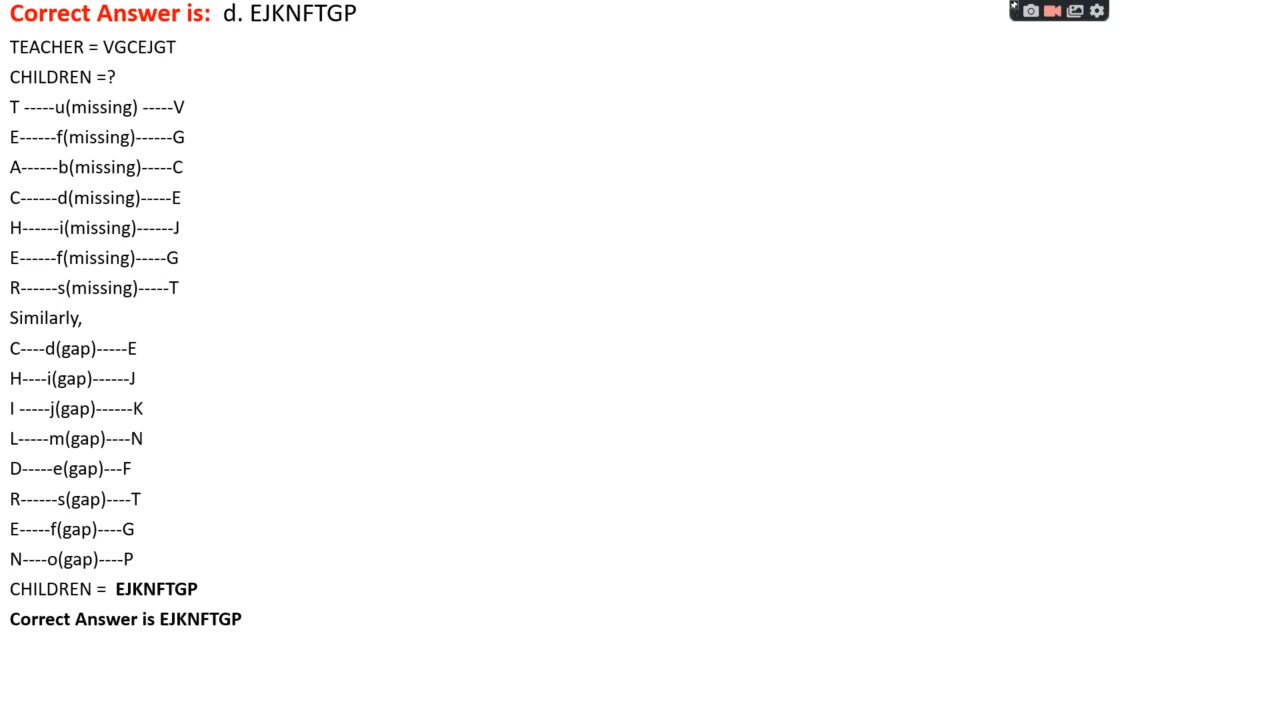 Correct Answer is: d. EJKNFTGP
TEACHER = VGCEJGT
CHILDREN =?
T -----u(missing) -----V
E------f(missing)------G
A------b(missing)-----C
C------d(missing)-----E
H------i(missing)------J
E------f(missing)-----G
R------s(missing)-----T
Similarly,
C----d(gap)-----E
H----i(gap)------J
I -----j(gap)------K
L-----m(gap)----N
D-----e(gap)---F
R------s(gap)----T
E-----f(gap)----G
N----o(gap)----P
CHILDREN = EJKNFTGP
Correct Answer is EJKNFTGP